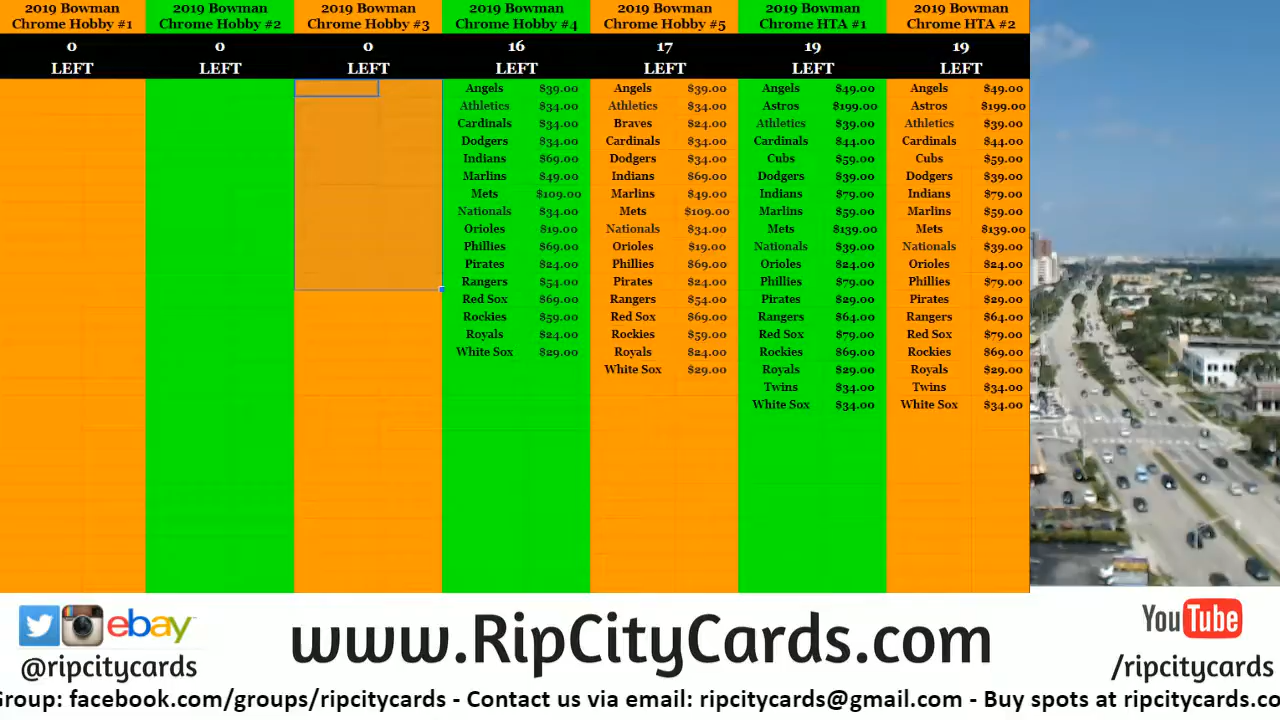 2019 Bowman Chrome Hobby #1
0
LEFT
2019 Bowman Chrome Hobby #2
0
LEFT
2019 Bowman Chrome Hobby #3
0
LEFT
2019 Bowman Chrome Hobby #4
16
LEFT
Angels $39.00
Athletics $34.00
Cardinals $34.00
Dodgers $34.00
Indians $69.00
Marlins $49.00
Mets $109.00
Nationals $34.00
Orioles $19.00
Phillies $69.00
Pirates $24.00
Rangers $54.00
Red Sox $69.00
Rockies $59.00
Royals $24.00
White Sox $29.00
2019 Bowman Chrome Hobby #5
17
LEFT
Angels $39.00
Athletics $34.00
Braves $24.00
Cardinals $34.00
Dodgers $34.00
Indians $69.00
Marlins $49.00
Mets $109.00
Nationals $34.00
Orioles $19.00
Phillies $69.00
Pirates $24.00
Rangers $54.00
Red Sox $69.00
Rockies $59.00
Royals $24.00
White Sox $29.00
2019 Bowman Chrome HTA #1
19
LEFT
Angels $49.00
Astros $199.00
Athletics $39.00
Cardinals $44.00
Cubs $59.00
Dodgers $39.00
Indians $79.00
Marlins $59.00
Mets $139.00
Nationals $39.00
Orioles $24.00
Phillies $79.00
Pirates $29.00
Rangers $64.00
Red Sox $79.00
Rockies $69.00
Royals $29.00
Twins $34.00
White Sox $34.00
2019 Bowman Chrome HTA #2
19
LEFT
Angels $49.00
Astros $199.00
Athletics $39.00
Cardinals $44.00
Cubs $59.00
Dodgers $39.00
Indians $79.00
Marlins $59.00
Mets $139.00
Nationals $39.00
Orioles $24.00
Phillies $79.00
Pirates $29.00
Rangers $64.00
Red Sox $79.00
Rockies $69.00
Royals $29.00
Twins $34.00
White Sox $34.00
ebay
@ripcitycards
www.RipCityCards.com
YouTube
/ripcitycards
Group: facebook.com/groups/ripcitycards - Contact us via email: ripcitycards@gmail.com - Buy spots at ripcitycards.co